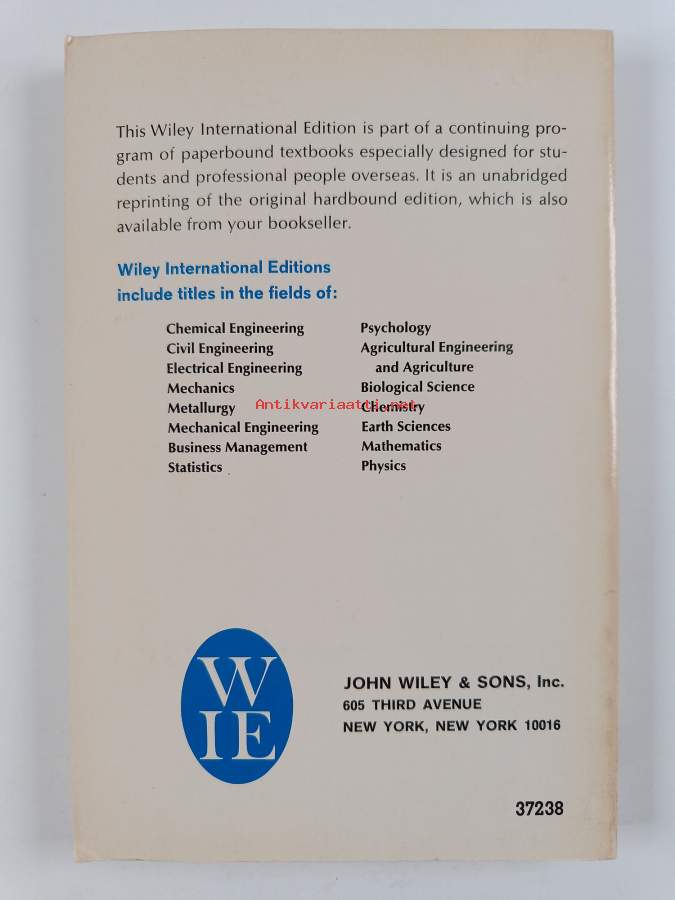 This Wiley International Edition is part of a continuing pro-
gram of paperbound textbooks especially designed for stu-
dents and professional people overseas. It is an unabridged
reprinting of the original hardbound edition, which is also
available from your bookseller.
Wiley International Editions
include titles in the fields of:
Chemical Engineering
Civil Engineering
Electrical Engineering
Mechanics
Metallurgy
Mechanical Engineering
Business Management
Statistics
Psychology
Agricultural Engineering
and Agriculture
Biological Science
Chemistry
Earth Sciences
Mathematics
Physics
Antikvariaatti.net
W
IE
JOHN WILEY & SONS, Inc.
605 THIRD AVENUE
NEW YORK, NEW YORK 10016
37238